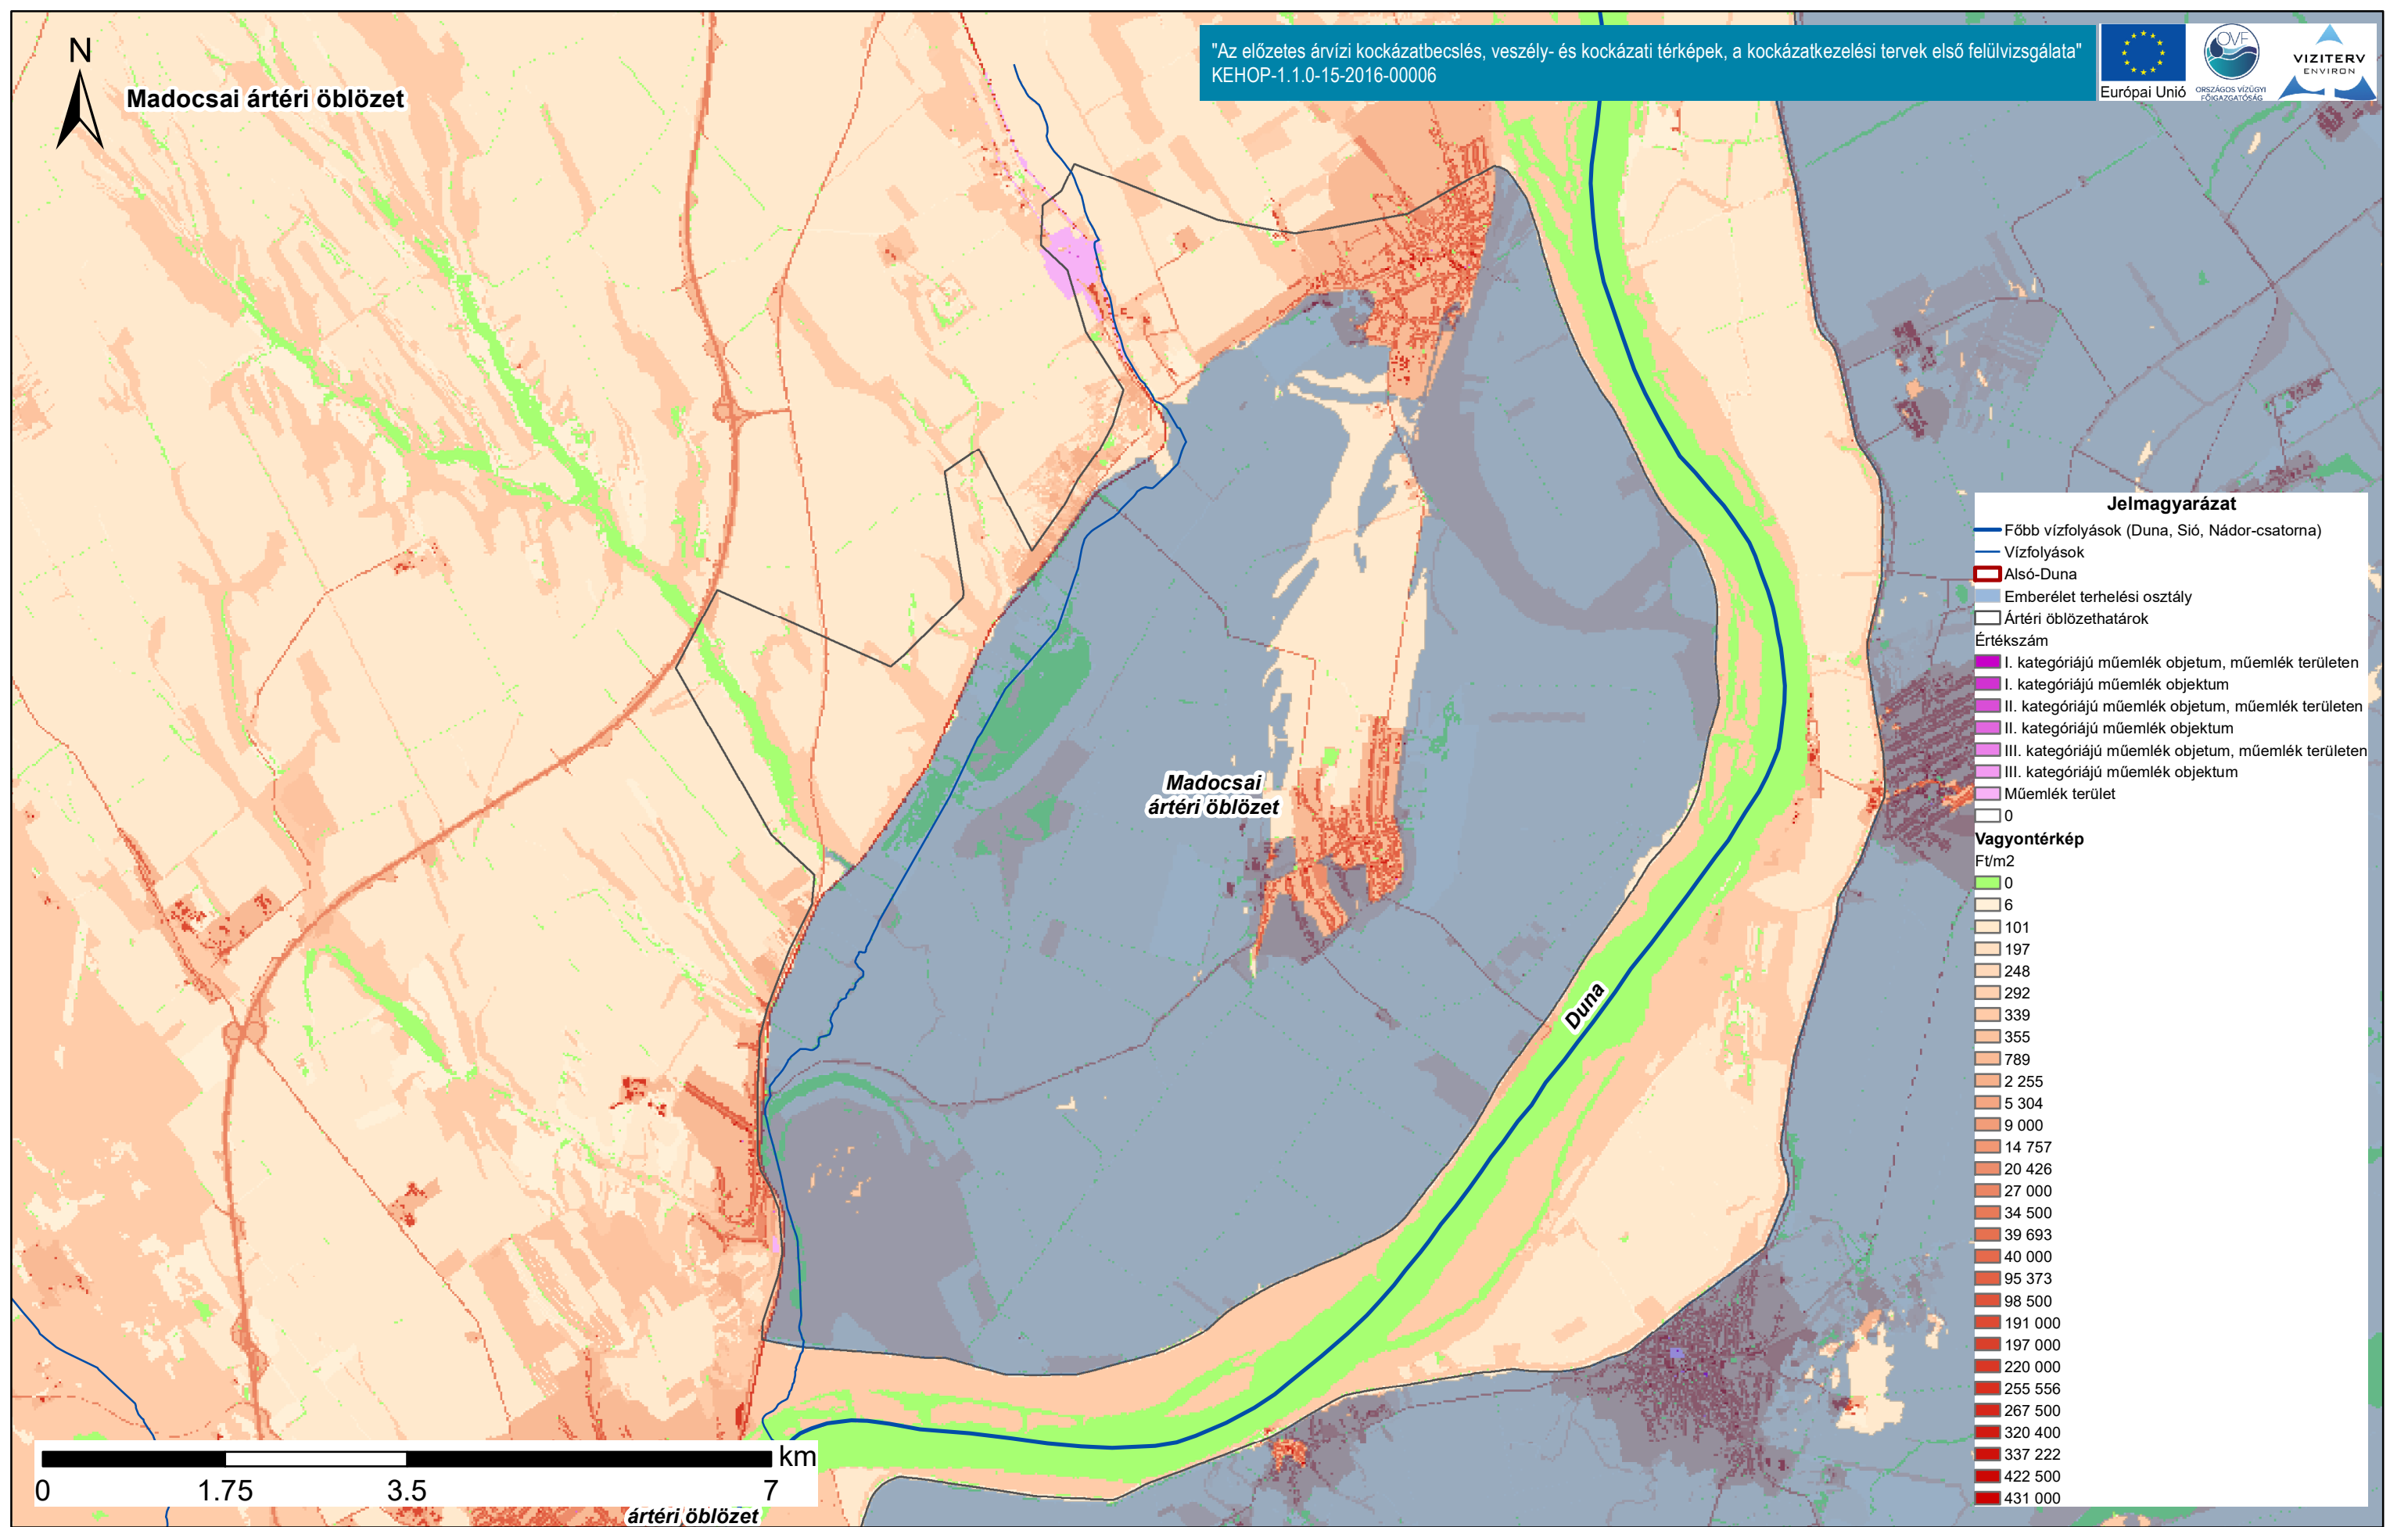 "Az előzetes árvízi kockázatbecslés, veszély- és kockázati térképek, a kockázatkezelési tervek első felülvizsgálata"
KEHOP-1.1.0-15-2016-00006
Európai Unió
OVF
ORSZÁGOS VÍZÜGYI
FŐIGAZGATÓSÁG
VIZITERV
ENVIRON
N
Madocsai ártéri öblözet
Madocsai
ártéri öblözet
Duna
Jelmagyarázat
Főbb vízfolyások (Duna, Sió, Nádor-csatorna)
Vízfolyások
Alsó-Duna
Emberélet terhelési osztály
Ártéri öblözethatárok
Értékszám
I. kategóriájú műemlék objetum, műemlék területen
I. kategóriájú műemlék objektum
II. kategóriájú műemlék objetum, műemlék területen
II. kategóriájú műemlék objektum
III. kategóriájú műemlék objetum, műemlék területen
III. kategóriájú műemlék objektum
Műemlék terület
0
Vagyontérkép
Ft/m2
0
6
101
197
248
292
339
355
789
2 255
5 304
9 000
14 757
20 426
27 000
34 500
39 693
40 000
95 373
98 500
191 000
197 000
220 000
255 556
267 500
320 400
337 222
422 500
431 000
km
0 1.75 3.5 7
ártéri öblözet